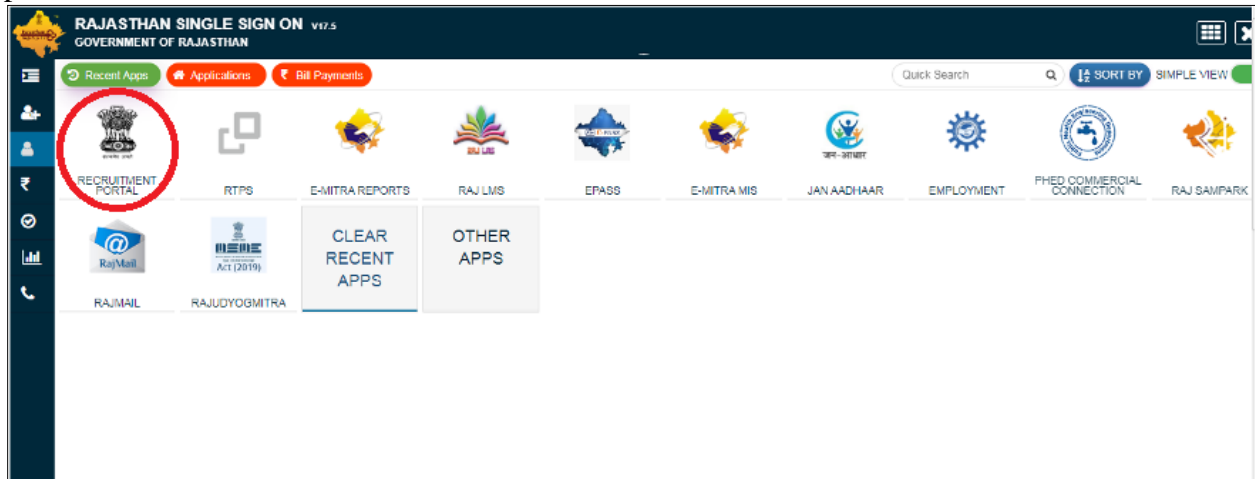 RAJASTHAN SINGLE SIGN ON V17.5
GOVERNMENT OF RAJASTHAN
Recent Apps Applications ₹ Bill Payments Quick Search SORT BY SIMPLE VIEW
जन-आधार
RECRUITMENT PORTAL
RTPS
E-MITRA REPORTS
RAJ LMS
EPASS
E-MITRA MIS
JAN AADHAAR
EMPLOYMENT
PHED COMMERCIAL CONNECTION
RAJ SAMPARK
@
RajMail
Act (2019)
RAJMAIL
RAJUDYOGMITRA
CLEAR
RECENT
APPS
OTHER
APPS